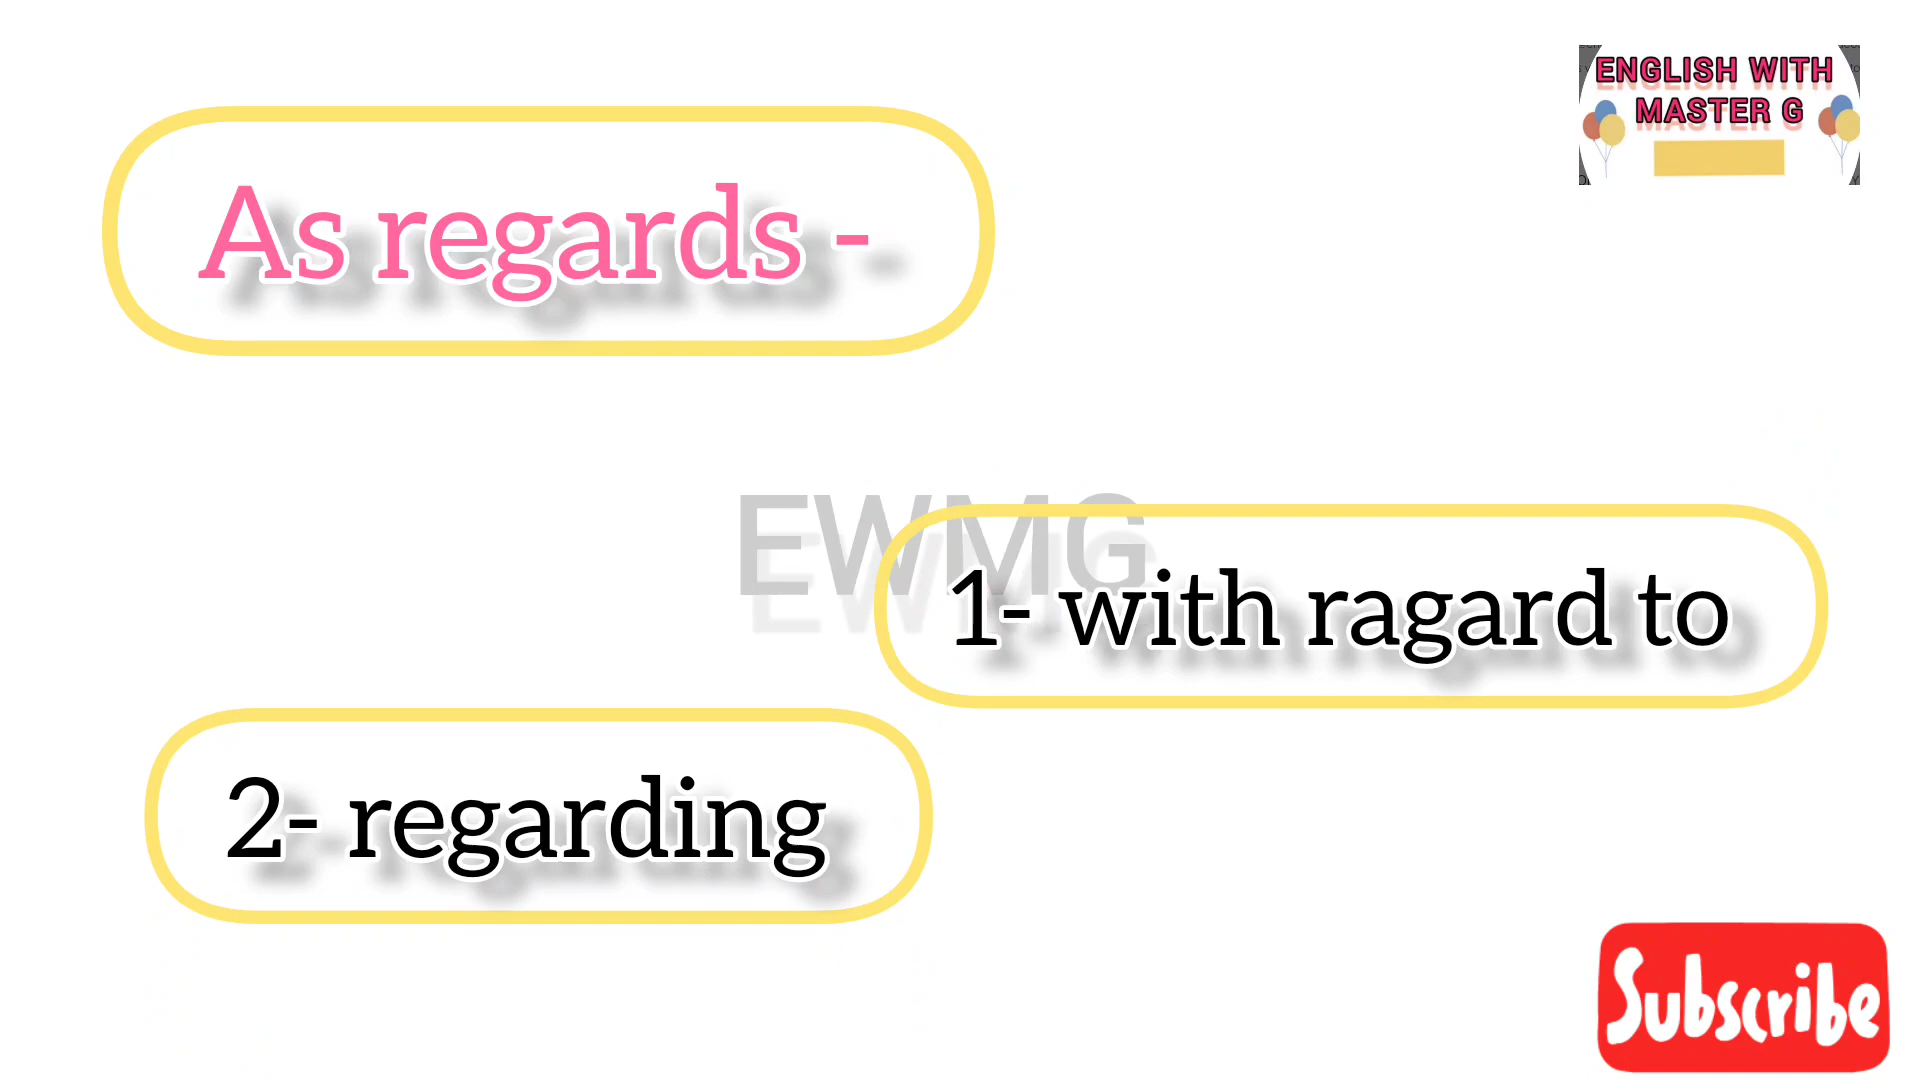 ENGLISH WITH
MASTER G
As regards -
EWMG
1- with ragard to
2- regarding
Subscribe